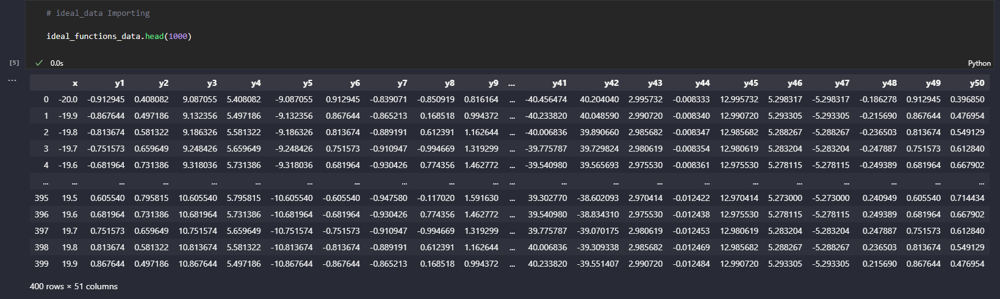 # ideal_data Importing
ideal_functions_data.head(1000)
[5] 0.0s Python
...
x y1 y2 y3 y4 y5 y6 y7 y8 y9 ... y41 y42 y43 y44 y45 y46 y47 y48 y49 y50
0 -20.0 -0.912945 0.408082 9.087055 5.408082 -9.087055 0.912945 -0.839071 -0.850919 0.816164 ... -40.456474 40.204040 2.995732 -0.008333 12.995732 5.298317 -5.298317 -0.186278 0.912945 0.396850
1 -19.9 -0.867644 0.497186 9.132356 5.497186 -9.132356 0.867644 -0.865213 0.168518 0.994372 ... -40.233820 40.048590 2.990720 -0.008340 12.990720 5.293305 -5.293305 -0.215690 0.867644 0.476954
2 -19.8 -0.813674 0.581322 9.186326 5.581322 -9.186326 0.813674 -0.889191 0.612391 1.162644 ... -40.006836 39.890660 2.985682 -0.008347 12.985682 5.288267 -5.288267 -0.236503 0.813674 0.549129
3 -19.7 -0.751573 0.659649 9.248426 5.659649 -9.248426 0.751573 -0.910947 -0.994669 1.319299 ... -39.775787 39.729824 2.980619 -0.008354 12.980619 5.283204 -5.283204 -0.247887 0.751573 0.612840
4 -19.6 -0.681964 0.731386 9.318036 5.731386 -9.318036 0.681964 -0.930426 0.774356 1.462772 ... -39.540980 39.565693 2.975530 -0.008361 12.975530 5.278115 -5.278115 -0.249389 0.681964 0.667902
... ... ... ... ... ... ... ... ... ... ... ... ... ... ... ... ... ... ... ... ... ...
395 19.5 0.605540 0.795815 10.605540 5.795815 -10.605540 -0.605540 -0.947580 -0.117020 1.591630 ... 39.302770 -38.602093 2.970414 -0.012422 12.970414 5.273000 -5.273000 0.240949 0.605540 0.714434
396 19.6 0.681964 0.731386 10.681964 5.731386 -10.681964 -0.681964 -0.930426 0.774356 1.462772 ... 39.540980 -38.834310 2.975530 -0.012438 12.975530 5.278115 -5.278115 0.249389 0.681964 0.667902
397 19.7 0.751573 0.659649 10.751574 5.659649 -10.751574 -0.751573 -0.910947 -0.994669 1.319299 ... 39.775787 -39.070175 2.980619 -0.012453 12.980619 5.283204 -5.283204 0.247887 0.751573 0.612840
398 19.8 0.813674 0.581322 10.813674 5.581322 -10.813674 -0.813674 -0.889191 0.612391 1.162644 ... 40.006836 -39.309338 2.985682 -0.012469 12.985682 5.288267 -5.288267 0.236503 0.813674 0.549129
399 19.9 0.867644 0.497186 10.867644 5.497186 -10.867644 -0.867644 -0.865213 0.168518 0.994372 ... 40.233820 -39.551407 2.990720 -0.012484 12.990720 5.293305 -5.293305 0.215690 0.867644 0.476954
400 rows × 51 columns